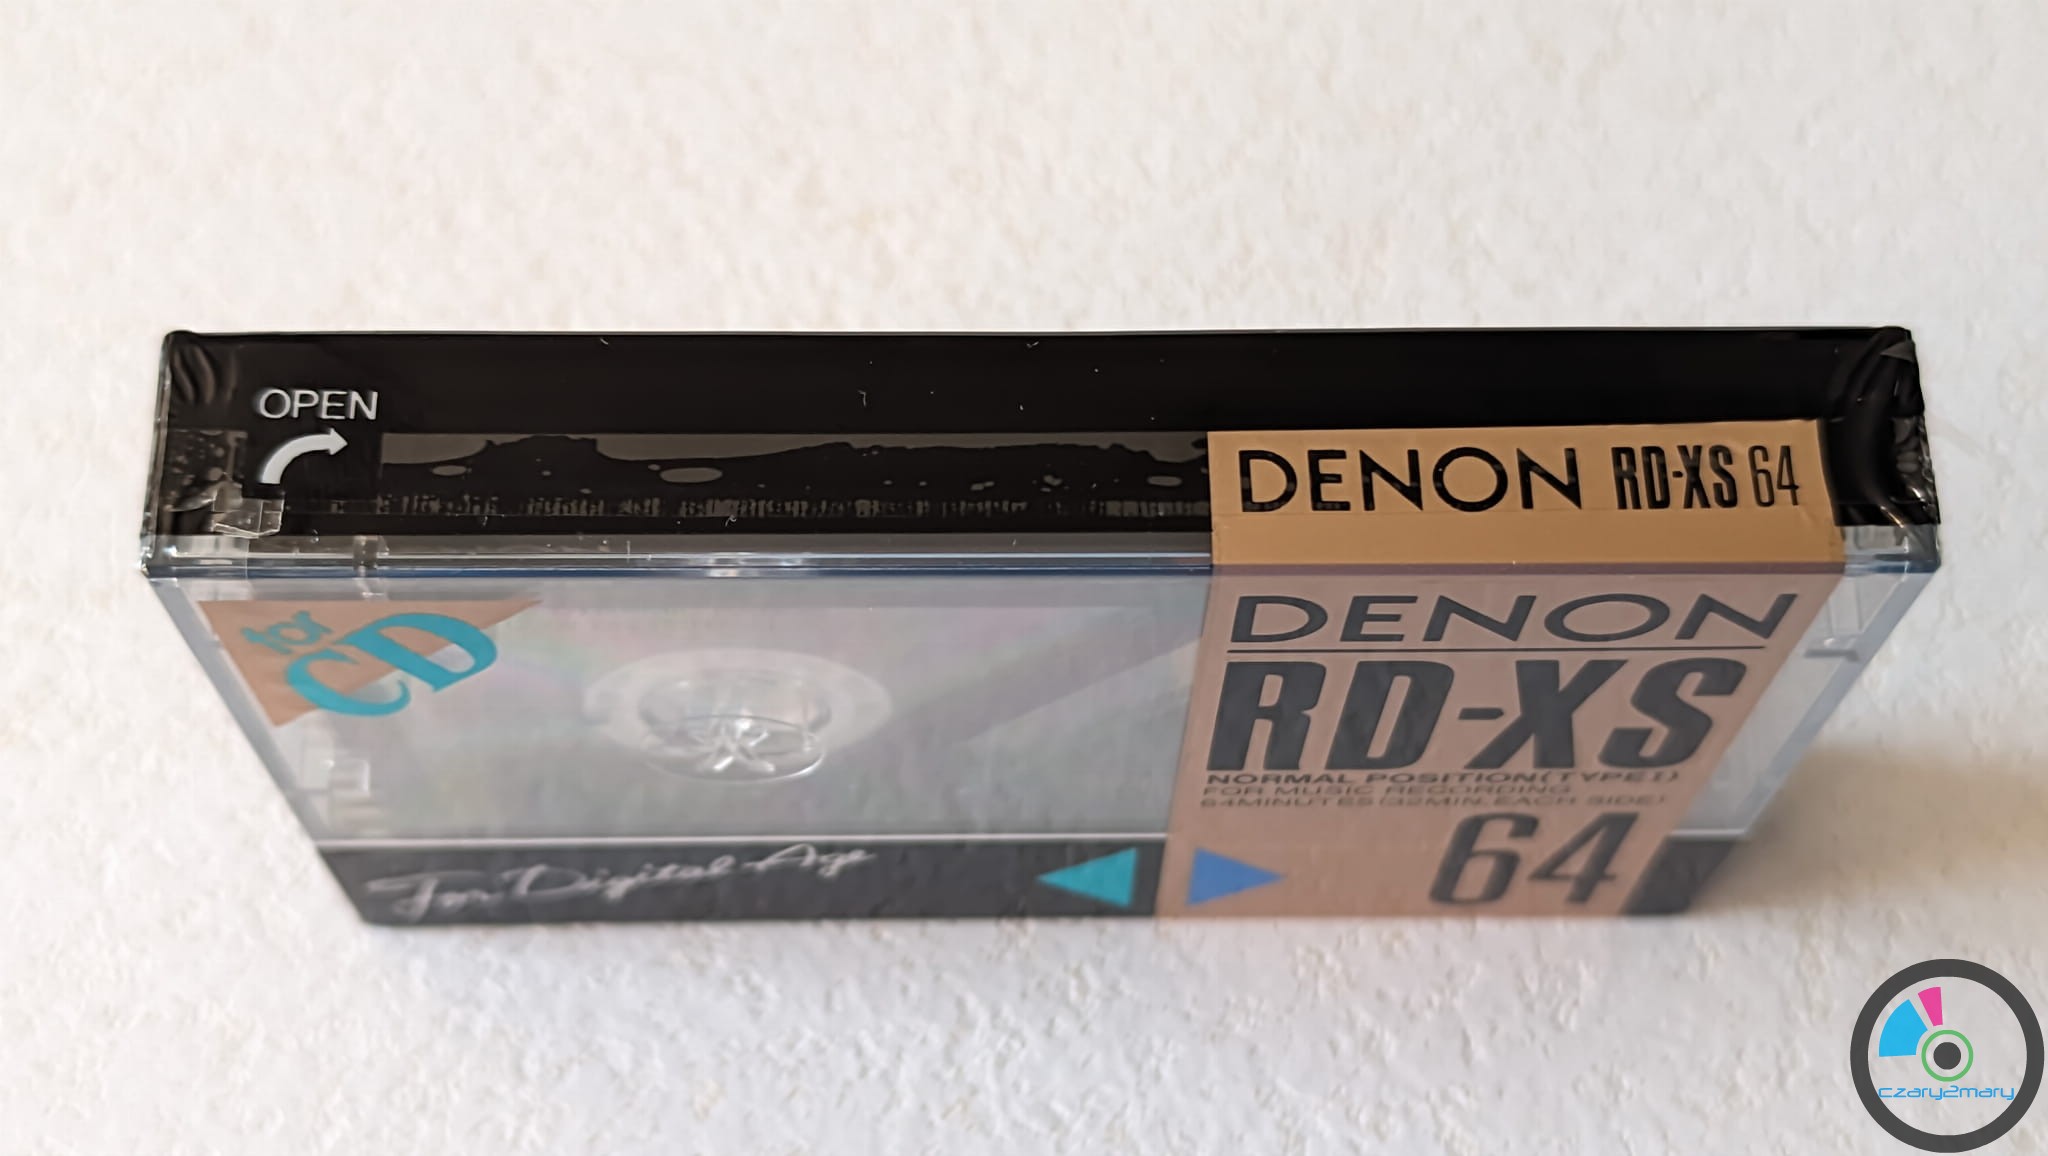 OPEN
DENON RD-XS 64
for
CD
DENON
RD-XS
NORMAL POSITION (TYPE I)
FOR MUSIC RECORDING
64MINUTES (32MIN. EACH SIDE)
64
For Digital Age
czary2mary